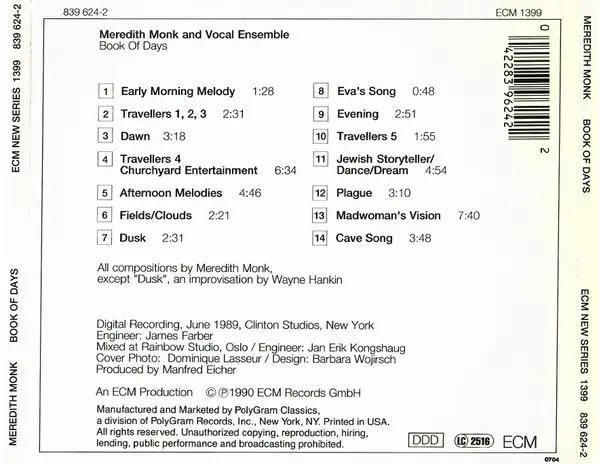 839 624-2
ECM 1399
Meredith Monk and Vocal Ensemble
Book Of Days
1 Early Morning Melody 1:28
2 Travellers 1, 2, 3 2:31
3 Dawn 3:18
4 Travellers 4
Churchyard Entertainment 6:34
5 Afternoon Melodies 4:46
6 Fields/Clouds 2:21
7 Dusk 2:31
8 Eva's Song 0:48
9 Evening 2:51
10 Travellers 5 1:55
11 Jewish Storyteller/
Dance/Dream 4:54
12 Plague 3:10
13 Madwoman's Vision 7:40
14 Cave Song 3:48
0 42283 96242 2
All compositions by Meredith Monk,
except "Dusk", an improvisation by Wayne Hankin
Digital Recording, June 1989, Clinton Studios, New York
Engineer: James Farber
Mixed at Rainbow Studio, Oslo / Engineer: Jan Erik Kongshaug
Cover Photo: Dominique Lasseur / Design: Barbara Wojirsch
Produced by Manfred Eicher
An ECM Production ©℗1990 ECM Records GmbH
Manufactured and Marketed by PolyGram Classics,
a division of PolyGram Records, Inc., New York, NY. Printed in USA.
All rights reserved. Unauthorized copying, reproduction, hiring,
lending, public performance and broadcasting prohibited.
DDD LC 2516 ECM
0704
MEREDITH MONK BOOK OF DAYS ECM NEW SERIES 1399 839 624-2
MEREDITH MONK BOOK OF DAYS ECM NEW SERIES 1399 839 624-2